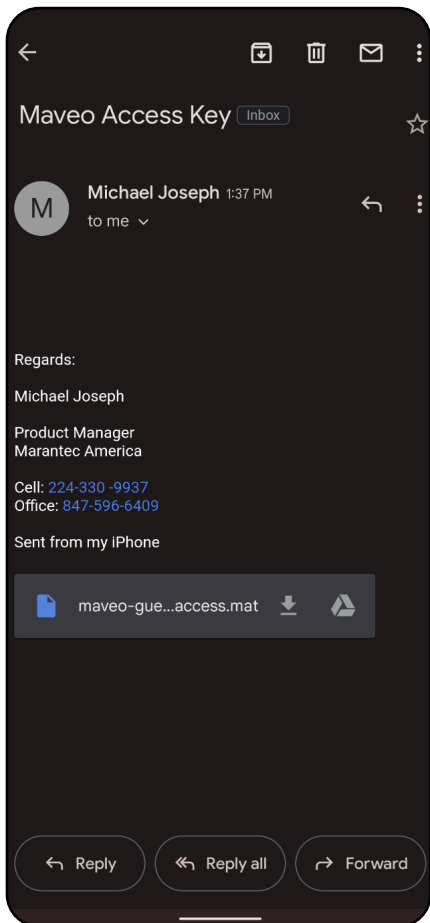 Maveo Access Key Inbox
M
Michael Joseph 1:37 PM
to me
Regards:
Michael Joseph
Product Manager
Marantec America
Cell: 224-330 -9937
Office: 847-596-6409
Sent from my iPhone
maveo-gue...access.mat
Reply
Reply all
Forward